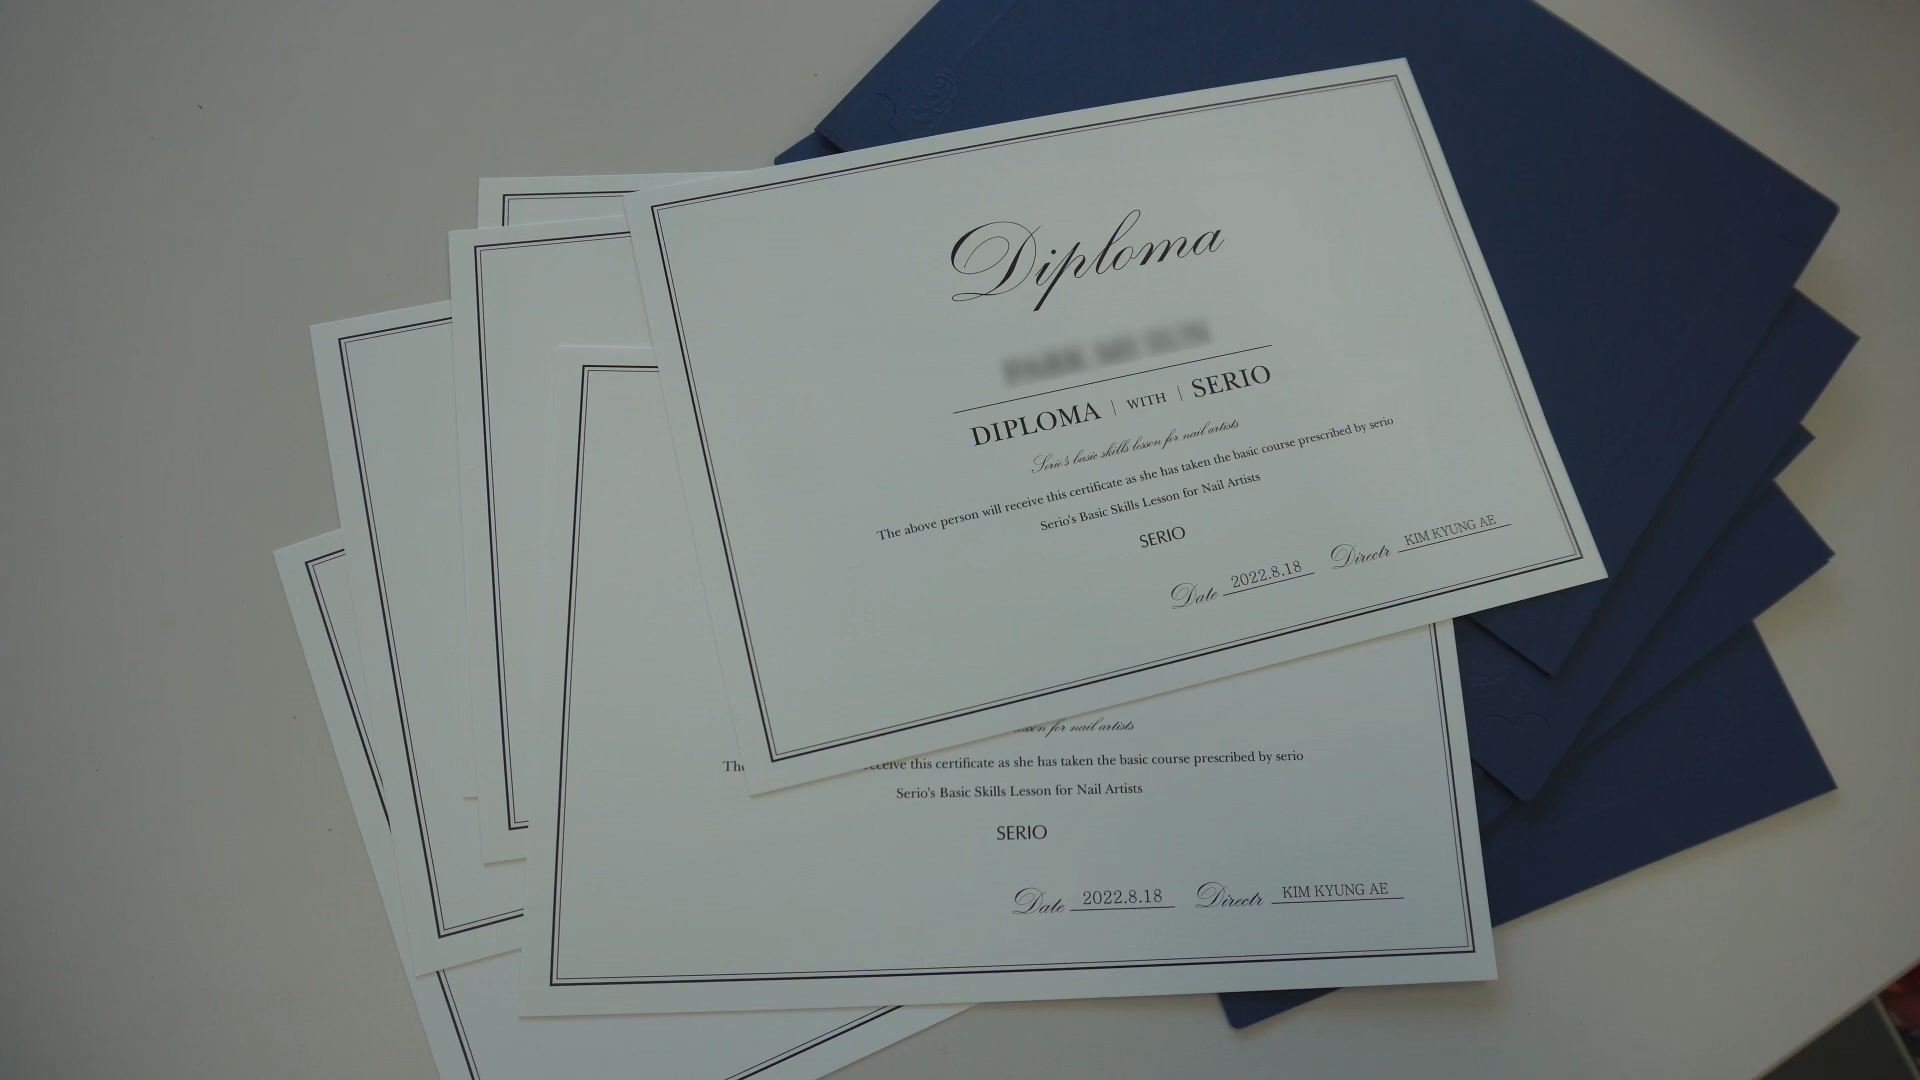 Diploma
DIPLOMA | WITH | SERIO
Serio's basic skills lesson for nail artists
The above person will receive this certificate as she has taken the basic course prescribed by serio
Serio's Basic Skills Lesson for Nail Artists
SERIO
Date 2022.8.18 Directr KIM KYUNG AE
for nail artists
this certificate as she has taken the basic course prescribed by serio
Serio's Basic Skills Lesson for Nail Artists
SERIO
Date 2022.8.18 Directr KIM KYUNG AE